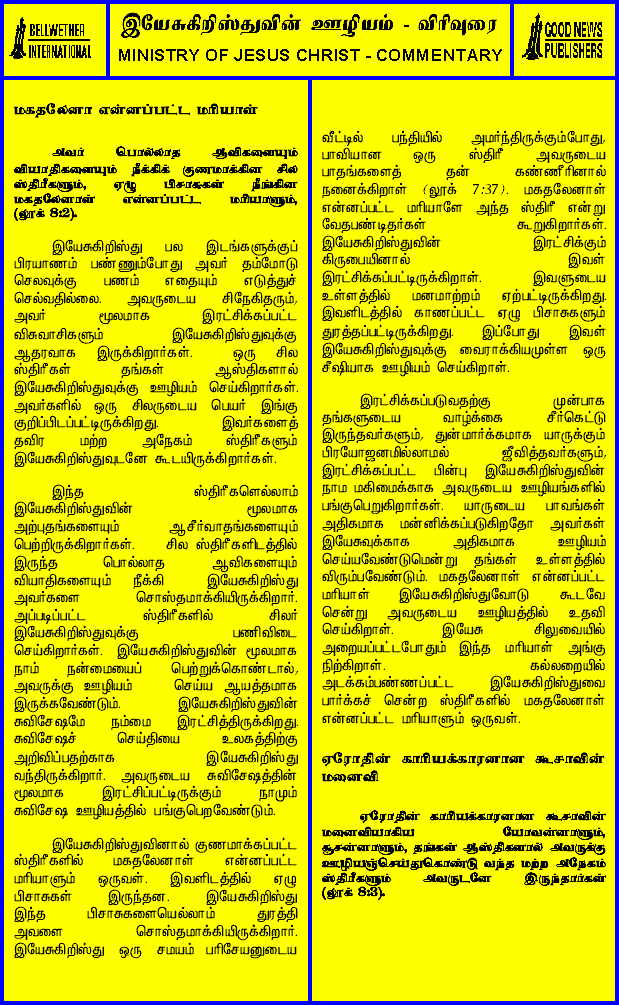 BELLWETHER
INTERNATIONAL
இயேசுகிறிஸ்துவின் ஊழியம் - விரிவுரை
MINISTRY OF JESUS CHRIST - COMMENTARY
GOOD NEWS
PUBLISHERS
மகதலேனா என்னப்பட்ட மரியாள்
அவர் பொல்லாத ஆவிகளையும்
வியாதிகளையும் நீக்கிக் குணமாக்கின சில
ஸ்திரீகளும், ஏழு பிசாசுகள் நீங்கின
மகதலேனாள் என்னப்பட்ட மரியாளும்,
(லூக் 8:2).
இயேசுகிறிஸ்து பல இடங்களுக்குப்
பிரயாணம் பண்ணும்போது அவர் தம்மோடு
செலவுக்கு பணம் எதையும் எடுத்துச்
செல்வதில்லை. அவருடைய சிநேகிதரும்,
அவர் மூலமாக இரட்சிக்கப்பட்ட
விசுவாசிகளும் இயேசுகிறிஸ்துவுக்கு
ஆதரவாக இருக்கிறார்கள். ஒரு சில
ஸ்திரீகள் தங்கள் ஆஸ்திகளால்
இயேசுகிறிஸ்துவுக்கு ஊழியம் செய்கிறார்கள்.
அவர்களில் ஒரு சிலருடைய பெயர் இங்கு
குறிப்பிடப்பட்டிருக்கிறது. இவர்களைத்
தவிர மற்ற அநேகம் ஸ்திரீகளும்
இயேசுகிறிஸ்துவுடனே கூடயிருக்கிறார்கள்.
இந்த ஸ்திரீகளெல்லாம்
இயேசுகிறிஸ்துவின் மூலமாக
அற்புதங்களையும் ஆசீர்வாதங்களையும்
பெற்றிருக்கிறார்கள். சில ஸ்திரீகளிடத்தில்
இருந்த பொல்லாத ஆவிகளையும்
வியாதிகளையும் நீக்கி இயேசுகிறிஸ்து
அவர்களை சொஸ்தமாக்கியிருக்கிறார்.
அப்படிப்பட்ட ஸ்திரீகளில் சிலர்
இயேசுகிறிஸ்துவுக்கு பணிவிடை
செய்கிறார்கள். இயேசுகிறிஸ்துவின் மூலமாக
நாம் நன்மையைப் பெற்றுக்கொண்டால்,
அவருக்கு ஊழியம் செய்ய ஆயத்தமாக
இருக்கவேண்டும். இயேசுகிறிஸ்துவின்
சுவிசேஷமே நம்மை இரட்சித்திருக்கிறது.
சுவிசேஷச் செய்தியை உலகத்திற்கு
அறிவிப்பதற்காக இயேசுகிறிஸ்து
வந்திருக்கிறார். அவருடைய சுவிசேஷத்தின்
மூலமாக இரட்சிப்பட்டிருக்கும் நாமும்
சுவிசேஷ ஊழியத்தில் பங்குபெறவேண்டும்.
இயேசுகிறிஸ்துவினால் குணமாக்கப்பட்ட
ஸ்திரீகளில் மகதலேனாள் என்னப்பட்ட
மரியாளும் ஒருவள். இவளிடத்தில் ஏழு
பிசாசுகள் இருந்தன. இயேசுகிறிஸ்து
இந்த பிசாசுகளையெல்லாம் துரத்தி
அவளை சொஸ்தமாக்கியிருக்கிறார்.
இயேசுகிறிஸ்து ஒரு சமயம் பரிசேயனுடைய
வீட்டில் பந்தியில் அமர்ந்திருக்கும்போது,
பாவியான ஒரு ஸ்திரீ அவருடைய
பாதங்களைத் தன் கண்ணீரினால்
நனைக்கிறாள் (லூக் 7:37). மகதலேனாள்
என்னப்பட்ட மரியாளே அந்த ஸ்திரீ என்று
வேதபண்டிதர்கள் கூறுகிறார்கள்.
இயேசுகிறிஸ்துவின் இரட்சிக்கும்
கிருபையினால் இவள்
இரட்சிக்கப்பட்டிருக்கிறாள். இவளுடைய
உள்ளத்தில் மனமாற்றம் ஏற்பட்டிருக்கிறது.
இவளிடத்தில் காணப்பட்ட ஏழு பிசாசுகளும்
துரத்தப்பட்டிருக்கிறது. இப்போது இவள்
இயேசுகிறிஸ்துவுக்கு வைராக்கியமுள்ள ஒரு
சீஷியாக ஊழியம் செய்கிறாள்.
இரட்சிக்கப்படுவதற்கு முன்பாக
தங்களுடைய வாழ்க்கை சீர்கெட்டு
இருந்தவர்களும், துன்மார்க்கமாக யாருக்கும்
பிரயோஜனமில்லாமல் ஜீவித்தவர்களும்,
இரட்சிக்கப்பட்ட பின்பு இயேசுகிறிஸ்துவின்
நாம மகிமைக்காக அவருடைய ஊழியங்களில்
பங்குபெறுகிறார்கள். யாருடைய பாவங்கள்
அதிகமாக மன்னிக்கப்படுகிறதோ அவர்கள்
இயேசுவுக்காக அதிகமாக ஊழியம்
செய்யவேண்டுமென்று தங்கள் உள்ளத்தில்
விரும்பவேண்டும். மகதலேனாள் என்னப்பட்ட
மரியாள் இயேசுகிறிஸ்துவோடு கூடவே
சென்று அவருடைய ஊழியத்தில் உதவி
செய்கிறாள். இயேசு சிலுவையில்
அறையப்பட்டபோதும் இந்த மரியாள் அங்கு
நிற்கிறாள். கல்லறையில்
அடக்கம்பண்ணப்பட்ட இயேசுகிறிஸ்துவை
பார்க்கச் சென்ற ஸ்திரீகளில் மகதலேனாள்
என்னப்பட்ட மரியாளும் ஒருவள்.
ஏரோதின் காரியக்காரனான கூசாவின்
மனைவி
ஏரோதின் காரியக்காரனான கூசாவின்
மனைவியாகிய யோவன்னாளும்,
சூசன்னாளும், தங்கள் ஆஸ்திகளால் அவருக்கு
ஊழியஞ்செய்துகொண்டு வந்த மற்ற அநேகம்
ஸ்திரீகளும் அவருடனே இருந்தார்கள்
(லூக் 8:3).